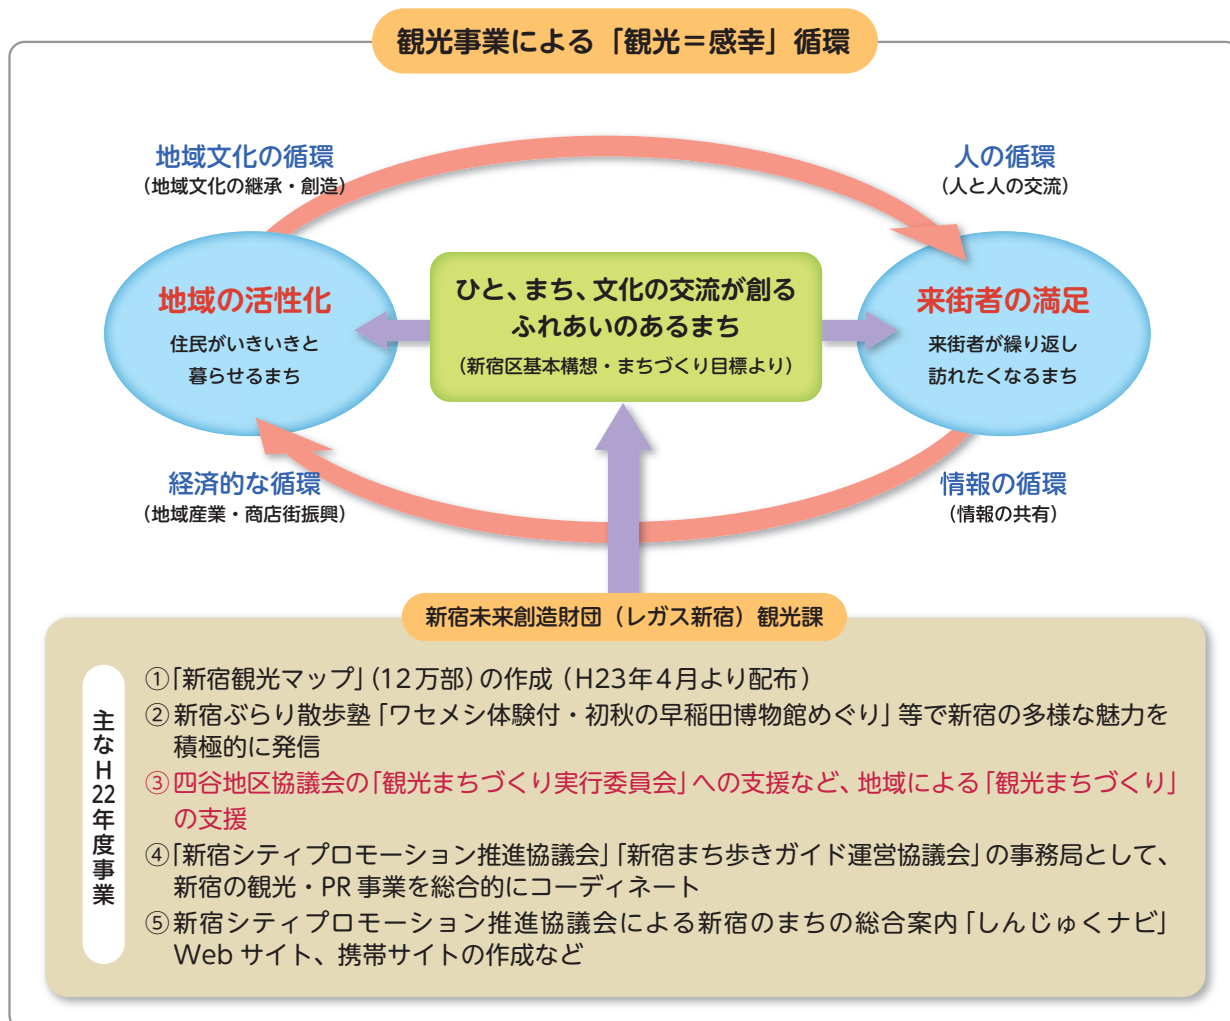 観光事業による「観光＝感幸」循環
地域文化の循環
（地域文化の継承・創造）
人の循環
（人と人の交流）
地域の活性化
住民がいきいきと
暮らせるまち
ひと、まち、文化の交流が創る
ふれあいのあるまち
（新宿区基本構想・まちづくり目標より）
来街者の満足
来街者が繰り返し
訪れたくなるまち
経済的な循環
（地域産業・商店街振興）
情報の循環
（情報の共有）
新宿未来創造財団（レガス新宿）観光課
主なH22年度事業
①「新宿観光マップ」（12万部）の作成（H23年４月より配布）
②新宿ぶらり散歩塾「ワセメシ体験付・初秋の早稲田博物館めぐり」等で新宿の多様な魅力を
積極的に発信
③四谷地区協議会の「観光まちづくり実行委員会」への支援など、地域による「観光まちづくり」
の支援
④「新宿シティプロモーション推進協議会」「新宿まち歩きガイド運営協議会」の事務局として、
新宿の観光・PR事業を総合的にコーディネート
⑤新宿シティプロモーション推進協議会による新宿のまちの総合案内「しんじゅくナビ」
Webサイト、携帯サイトの作成など